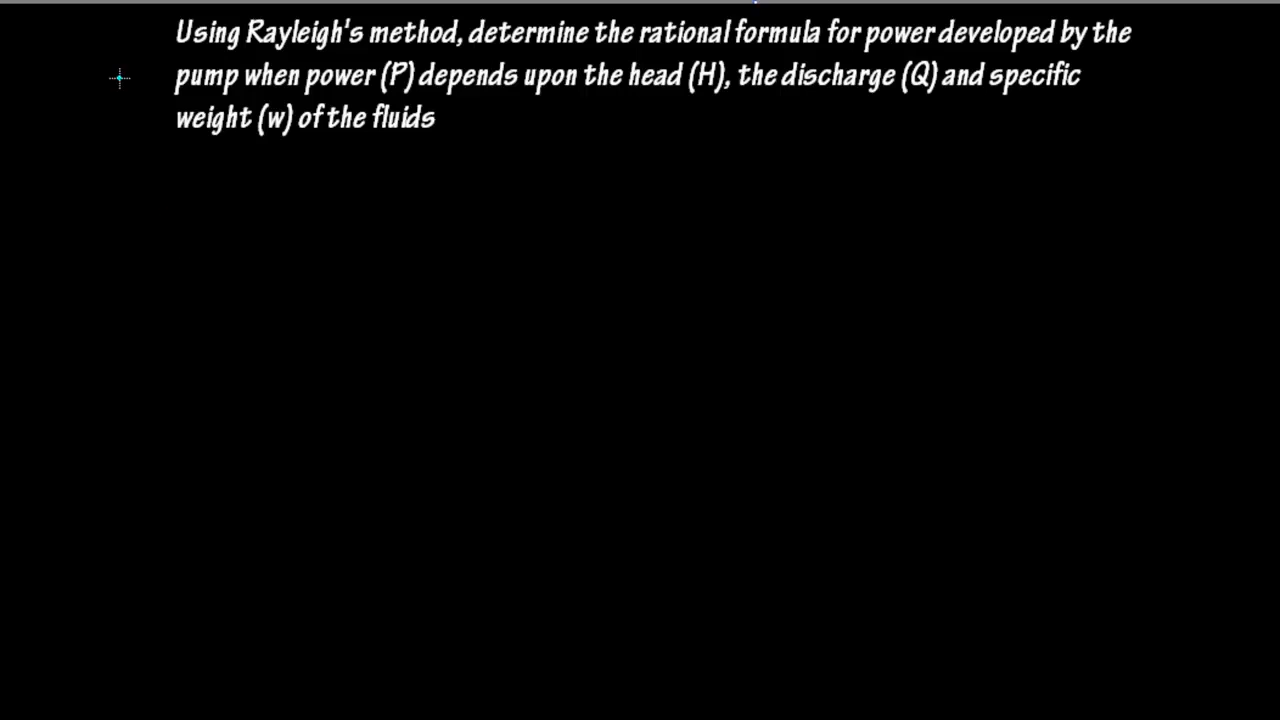 Using Rayleigh's method, determine the rational formula for power developed by the
pump when power (P) depends upon the head (H), the discharge (Q) and specific
weight (w) of the fluids